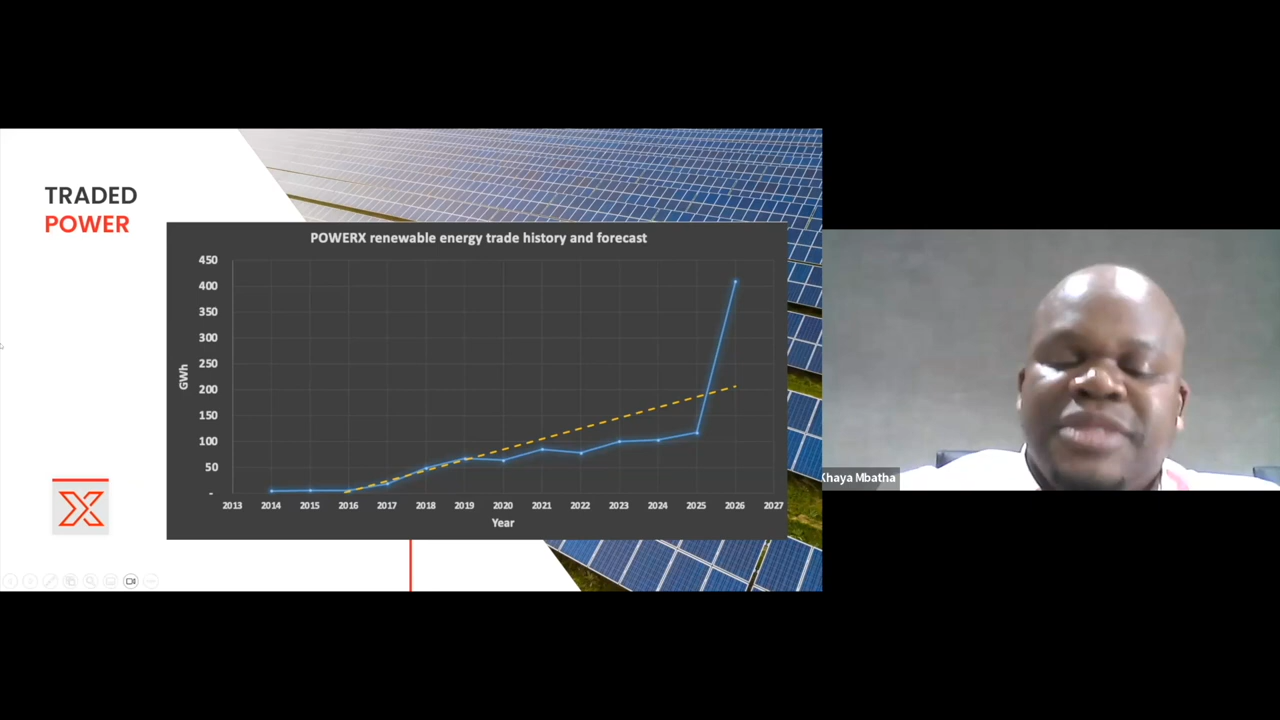 TRADED
POWER
POWERX renewable energy trade history and forecast
450
400
350
300
250
200
150
100
50
-
GWh
2013 2014 2015 2016 2017 2018 2019 2020 2021 2022 2023 2024 2025 2026 2027
Year
X
Khaya Mbatha